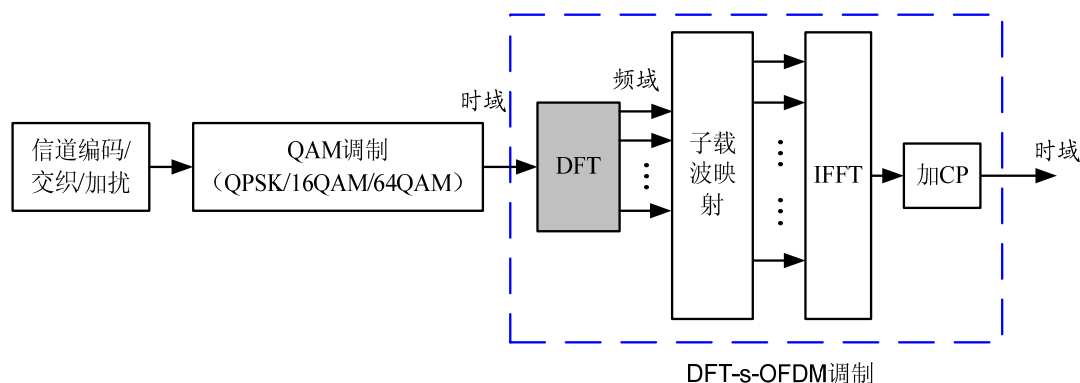 信道编码/
交织/加扰
QAM调制
（QPSK/16QAM/64QAM）
时域
DFT
频域
子载
波映
射
IFFT
加CP
时域
DFT-s-OFDM调制